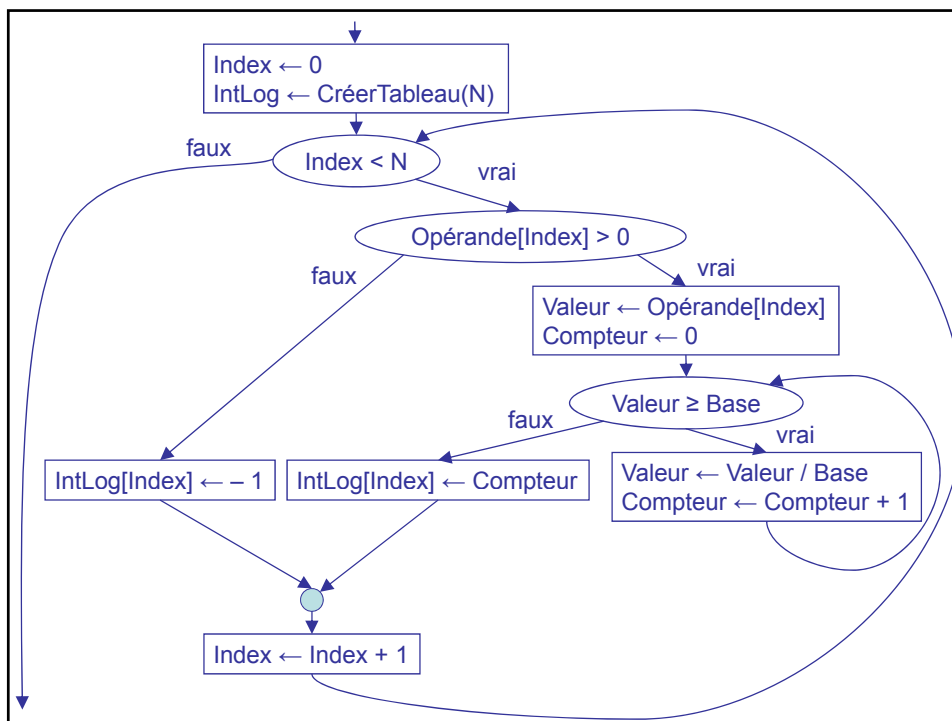 Index ← 0
IntLog ← CréerTableau(N)
faux
Index < N
vrai
Opérande[Index] > 0
faux
vrai
Valeur ← Opérande[Index]
Compteur ← 0
Valeur ≥ Base
faux
vrai
IntLog[Index] ← – 1
IntLog[Index] ← Compteur
Valeur ← Valeur / Base
Compteur ← Compteur + 1
Index ← Index + 1